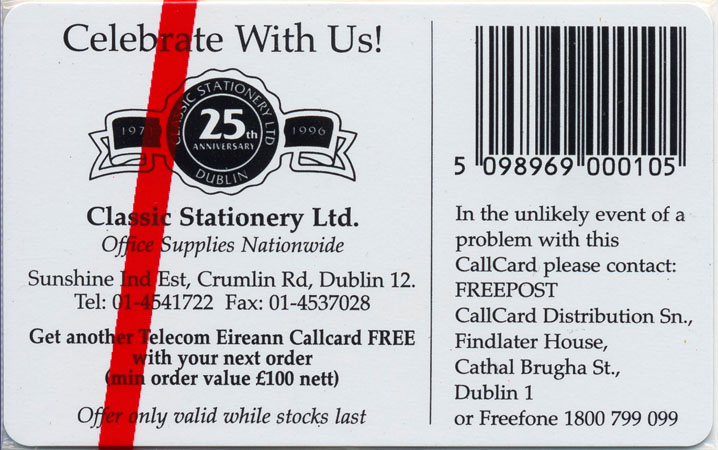 Celebrate With Us!
CLASSIC STATIONERY LTD
1971
25th
1996
ANNIVERSARY
DUBLIN
Classic Stationery Ltd.
Office Supplies Nationwide
Sunshine Ind Est, Crumlin Rd, Dublin 12.
Tel: 01-4541722 Fax: 01-4537028
Get another Telecom Eireann Callcard FREE
with your next order
(min order value £100 nett)
Offer only valid while stocks last
5 098969 000105
In the unlikely event of a
problem with this
CallCard please contact:
FREEPOST
CallCard Distribution Sn.,
Findlater House,
Cathal Brugha St.,
Dublin 1
or Freefone 1800 799 099